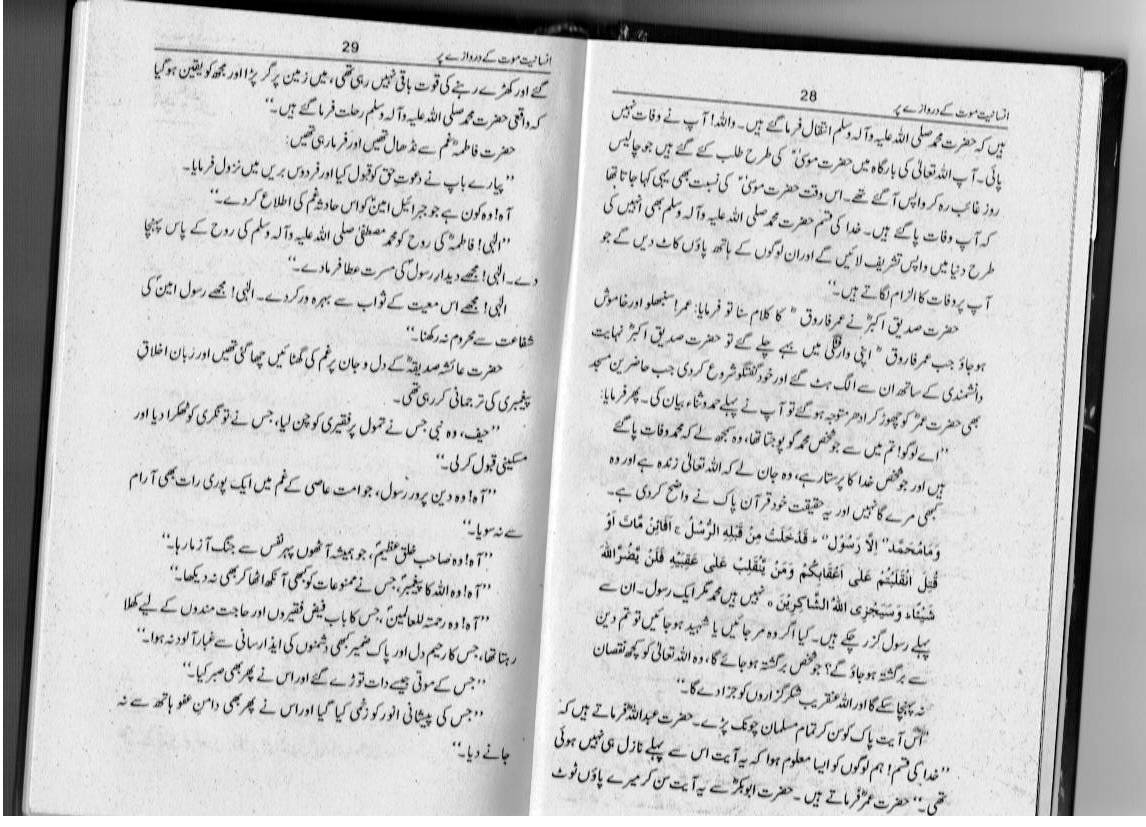 انسانیت موت کے دروازے پر 28
ہیں کہ حضرت محمد صلی اللہ علیہ وآلہ وسلم انتقال فرما گئے ہیں۔ واللہ! آپ نے وفات نہیں
پائی۔ آپ اللہ تعالیٰ کی بارگاہ میں حضرت موسیٰؑ کی طرح طلب کئے گئے ہیں جو چالیس
روز غائب رہ کر واپس آ گئے تھے۔ اس وقت حضرت موسیٰؑ کی نسبت بھی یہی کہا جاتا تھا
کہ آپ وفات پا گئے ہیں۔ خدا کی قسم حضرت محمد صلی اللہ علیہ وآلہ وسلم بھی انہیں کی
طرح دنیا میں واپس تشریف لائیں گے اور ان لوگوں کے ہاتھ پاؤں کاٹ دیں گے جو
آپ پر وفات کا الزام لگاتے ہیں۔“
حضرت صدیق اکبرؓ نے عمر فاروقؓ کا کلام سنا تو فرمایا: عمر! سنبھلو اور خاموش
ہو جاؤ جب عمر فاروقؓ اپنی وارفتگی میں بہے چلے گئے تو حضرت صدیق اکبرؓ نہایت
دانشمندی کے ساتھ ان سے الگ ہٹ گئے اور خود گفتگو شروع کر دی جب حاضرین مسجد
بھی حضرت عمرؓ کو چھوڑ کر ادھر متوجہ ہو گئے تو آپ نے پہلے حمد و ثناء بیان کی۔ پھر فرمایا:
”اے لوگو! تم میں سے جو شخص محمد کو پوجتا تھا، وہ سمجھ لے کہ محمد وفات پا گئے
ہیں اور جو شخص خدا کا پرستار ہے، وہ جان لے کہ اللہ تعالیٰ زندہ ہے اور وہ
کبھی مرے گا نہیں اور یہ حقیقت خود قرآن پاک نے واضح کر دی ہے۔
وَمَا مُحَمَّد’‘ اِلَّا رَسُوْل’‘ ۚ قَدْ خَلَتْ مِنْ قَبْلِهِ الرُّسُلُ ؕ اَفَائِنْ مَّاتَ اَوْ
قُتِلَ انْقَلَبْتُمْ عَلٰى اَعْقَابِكُمْ وَمَنْ يَّنْقَلِبْ عَلٰى عَقِبَيْهِ فَلَنْ يَّضُرَّ اللّٰهَ
شَيْئًا ؕ وَسَيَجْزِى اللّٰهُ الشَّاكِرِيْنَ ۝ نہیں ہیں محمد مگر ایک رسول۔ ان سے
پہلے رسول گزر چکے ہیں۔ کیا اگر وہ مر جائیں یا شہید ہو جائیں تو تم دین
سے برگشتہ ہو جاؤ گے؟ جو شخص برگشتہ ہو جائے گا، وہ اللہ تعالیٰ کو کچھ نقصان
نہ پہنچا سکے گا اور اللہ عنقریب شکر گزاروں کو جزا دے گا۔“
اس آیت پاک کو سن کر تمام مسلمان چونک پڑے۔ حضرت عبداللہؓ فرماتے ہیں کہ
”خدا کی قسم! ہم لوگوں کو ایسا معلوم ہوا کہ یہ آیت اس سے پہلے نازل ہی نہیں ہوئی
تھی۔“ حضرت عمرؓ فرماتے ہیں۔ حضرت ابوبکرؓ سے یہ آیت سن کر میرے پاؤں ٹوٹ
انسانیت موت کے دروازے پر 29
گئے اور کھڑے رہنے کی قوت باقی نہیں رہی تھی، میں زمین پر گر پڑا اور مجھ کو یقین ہو گیا
کہ واقعی حضرت محمد صلی اللہ علیہ وآلہ وسلم رحلت فرما گئے ہیں۔“
حضرت فاطمہؓ غم سے نڈھال تھیں اور فرما رہی تھیں:
”پیارے باپ نے دعوت حق کو قبول کیا اور فردوس بریں میں نزول فرمایا۔
آہ! وہ کون ہے جو جبرائیل امینؑ کو اس حادثہ غم کی اطلاع کر دے۔“
”الٰہی! فاطمہؓ کی روح کو محمد مصطفیٰ صلی اللہ علیہ وآلہ وسلم کی روح کے پاس پہنچا
دے۔ الٰہی! مجھے دیدار رسولؐ کی مسرت عطا فرما دے۔“
الٰہی! مجھے اس معیت کے ثواب سے بہرہ ور کر دے۔ الٰہی! مجھے رسول امینؐ کی
شفاعت سے محروم نہ رکھنا۔“
حضرت عائشہ صدیقہؓ کے دل و جان پر غم کی گھٹائیں چھا گئی تھیں اور زبان اخلاق
پیغمبری کی ترجمانی کر رہی تھی۔
”حیف، وہ نبی جس نے تمول پر فقیری کو چن لیا، جس نے تونگری کو ٹھکرا دیا اور
مسکینی قبول کر لی۔“
”آہ! وہ دین پرور رسول، جو امت عاصی کے غم میں ایک پوری رات بھی آرام
سے نہ سویا۔“
”آہ! وہ صاحب خلق عظیمؐ، جو ہمیشہ آٹھوں پہر نفس سے جنگ آزما رہا۔“
”آہ! وہ اللہ کا پیغمبرؐ، جس نے ممنوعات کو کبھی آنکھ اٹھا کر بھی نہ دیکھا۔“
”آہ! وہ رحمتہ للعالمینؐ، جس کا باب فیض فقیروں اور حاجت مندوں کے لیے کھلا
رہتا تھا، جس کا رحیم دل اور پاک ضمیر کبھی دشمنوں کی ایذا رسانی سے غبار آلود نہ ہوا۔“
”جس کے موتی جیسے دانت توڑے گئے اور اس نے پھر بھی صبر کیا۔“
”جس کی پیشانی انور کو زخمی کیا گیا اور اس نے پھر بھی دامن عفو ہاتھ سے نہ
جانے دیا۔“